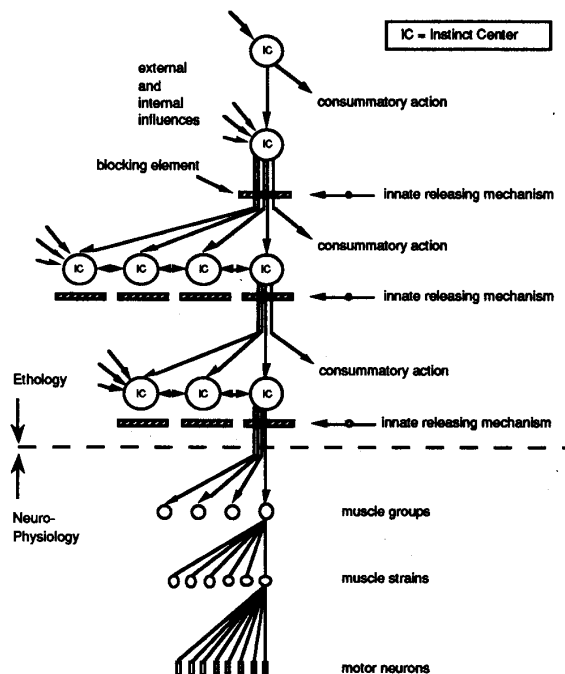 IC = Instinct Center
IC
external
and
internal
influences
consummatory action
IC
blocking element
innate releasing mechanism
consummatory action
IC
IC
IC
IC
innate releasing mechanism
consummatory action
Ethology
IC
IC
IC
innate releasing mechanism
Neuro-
Physiology
muscle groups
muscle strains
motor neurons